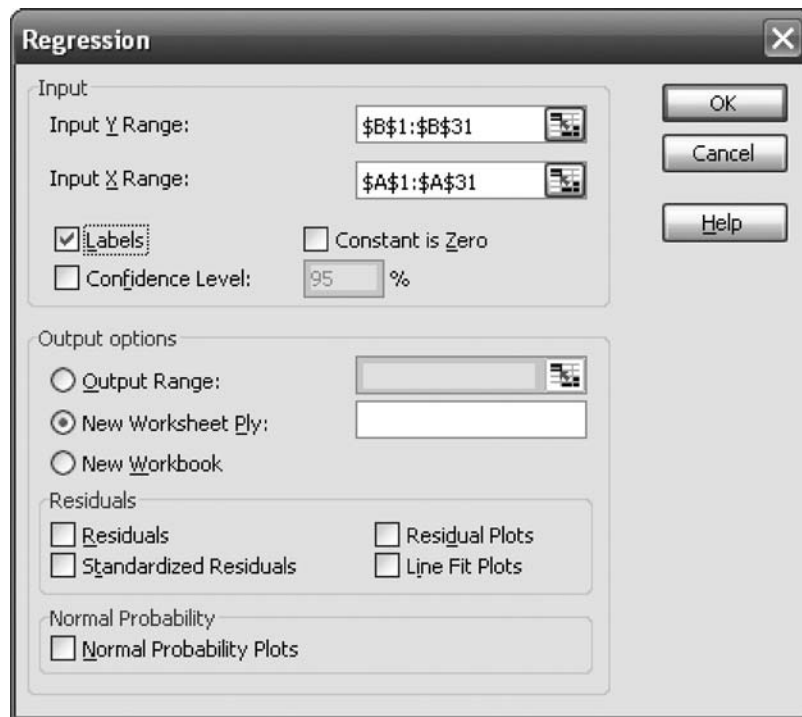 Regression
Input
Input Y Range: $B$1:$B$31
Input X Range: $A$1:$A$31
Labels Constant is Zero
Confidence Level: 95 %
OK
Cancel
Help
Output options
Output Range:
New Worksheet Ply:
New Workbook
Residuals
Residuals Residual Plots
Standardized Residuals Line Fit Plots
Normal Probability
Normal Probability Plots